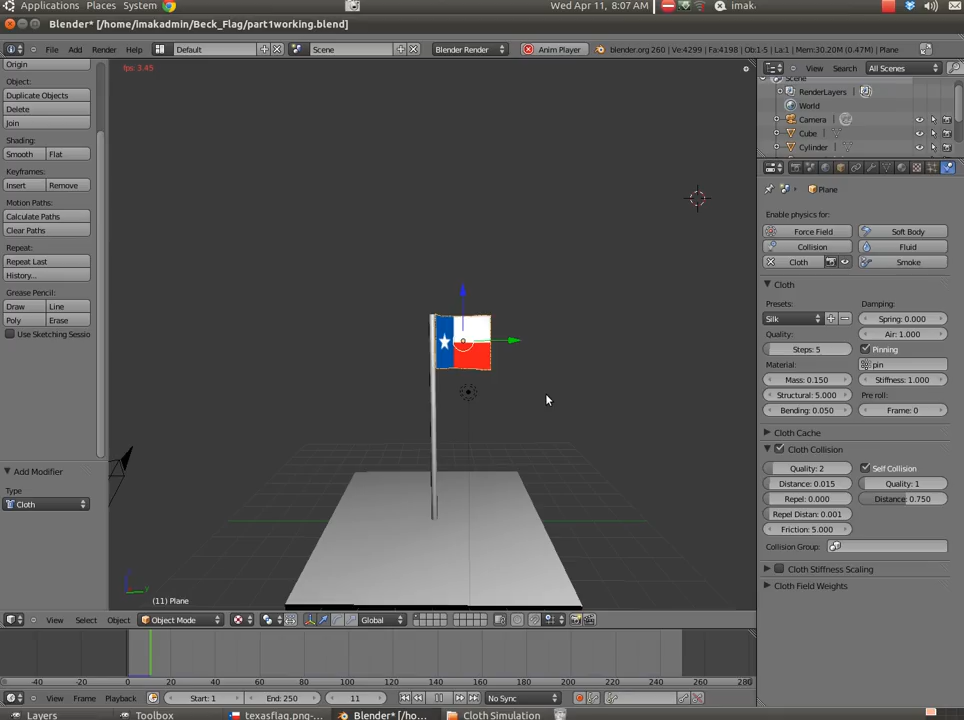 Applications Places System Wed Apr 11, 8:07 AM imak
Blender* [/home/imakadmin/Beck_Flag/part1working.blend]
File Add Render Help Default Scene Blender Render Anim Player blender.org 260 | Ve:4299 | Fa:4198 | Ob:1-5 | La:1 | Mem:30.20M (0.47M) | Plane
Origin
fps: 3.45
View Search All Scenes
Scene
Object:
Duplicate Objects
Delete
Join
RenderLayers
World
Camera
Cube
Cylinder
Shading:
Smooth Flat
Keyframes:
Insert Remove
Motion Paths:
Calculate Paths
Clear Paths
Repeat:
Repeat Last
History...
Grease Pencil:
Draw Line
Poly Erase
Use Sketching Sessio
Add Modifier
Type
Cloth
Plane
Enable physics for:
Force Field Soft Body
Collision Fluid
Cloth Smoke
Cloth
Presets: Damping:
Silk Spring: 0.000
Quality: Air: 1.000
Steps: 5 Pinning
Material: pin
Mass: 0.150 Stiffness: 1.000
Structural: 5.000 Pre roll:
Bending: 0.050 Frame: 0
Cloth Cache
Cloth Collision
Quality: 2 Self Collision
Distance: 0.015 Quality: 1
Repel: 0.000 Distance: 0.750
Repel Distan: 0.001
Friction: 5.000
Collision Group:
Cloth Stiffness Scaling
Cloth Field Weights
(11) Plane
View Select Object Object Mode Global
-40 -20 0 20 40 60 80 100 120 140 160 180 200 220 240 260 280
View Frame Playback Start: 1 End: 250 11 No Sync
Layers Toolbox texasflag.png-... Blender* [/ho... Cloth Simulation